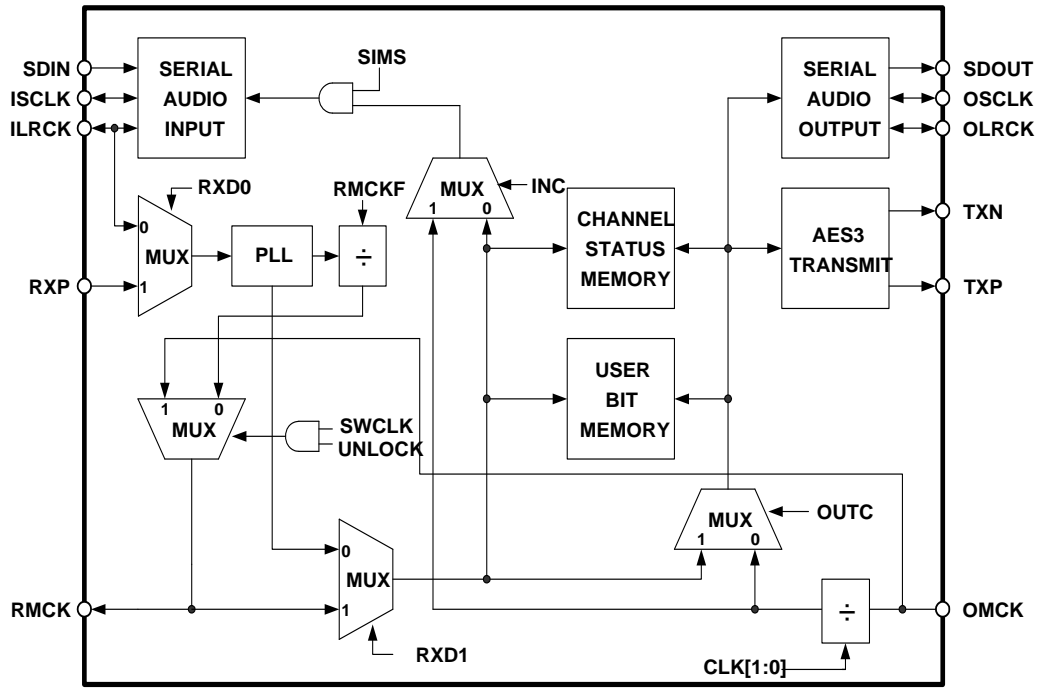 SIMS
SDIN
SERIAL
AUDIO
INPUT
ISCLK
ILRCK
SERIAL
AUDIO
OUTPUT
SDOUT
OSCLK
OLRCK
RXD0
RMCKF
MUX
1 0
INC
0
MUX
1
PLL
÷
RXP
CHANNEL
STATUS
MEMORY
AES3
TRANSMIT
TXN
TXP
1 0
MUX
SWCLK
UNLOCK
USER
BIT
MEMORY
MUX
1 0
OUTC
0
MUX
1
RMCK
÷
OMCK
RXD1
CLK[1:0]